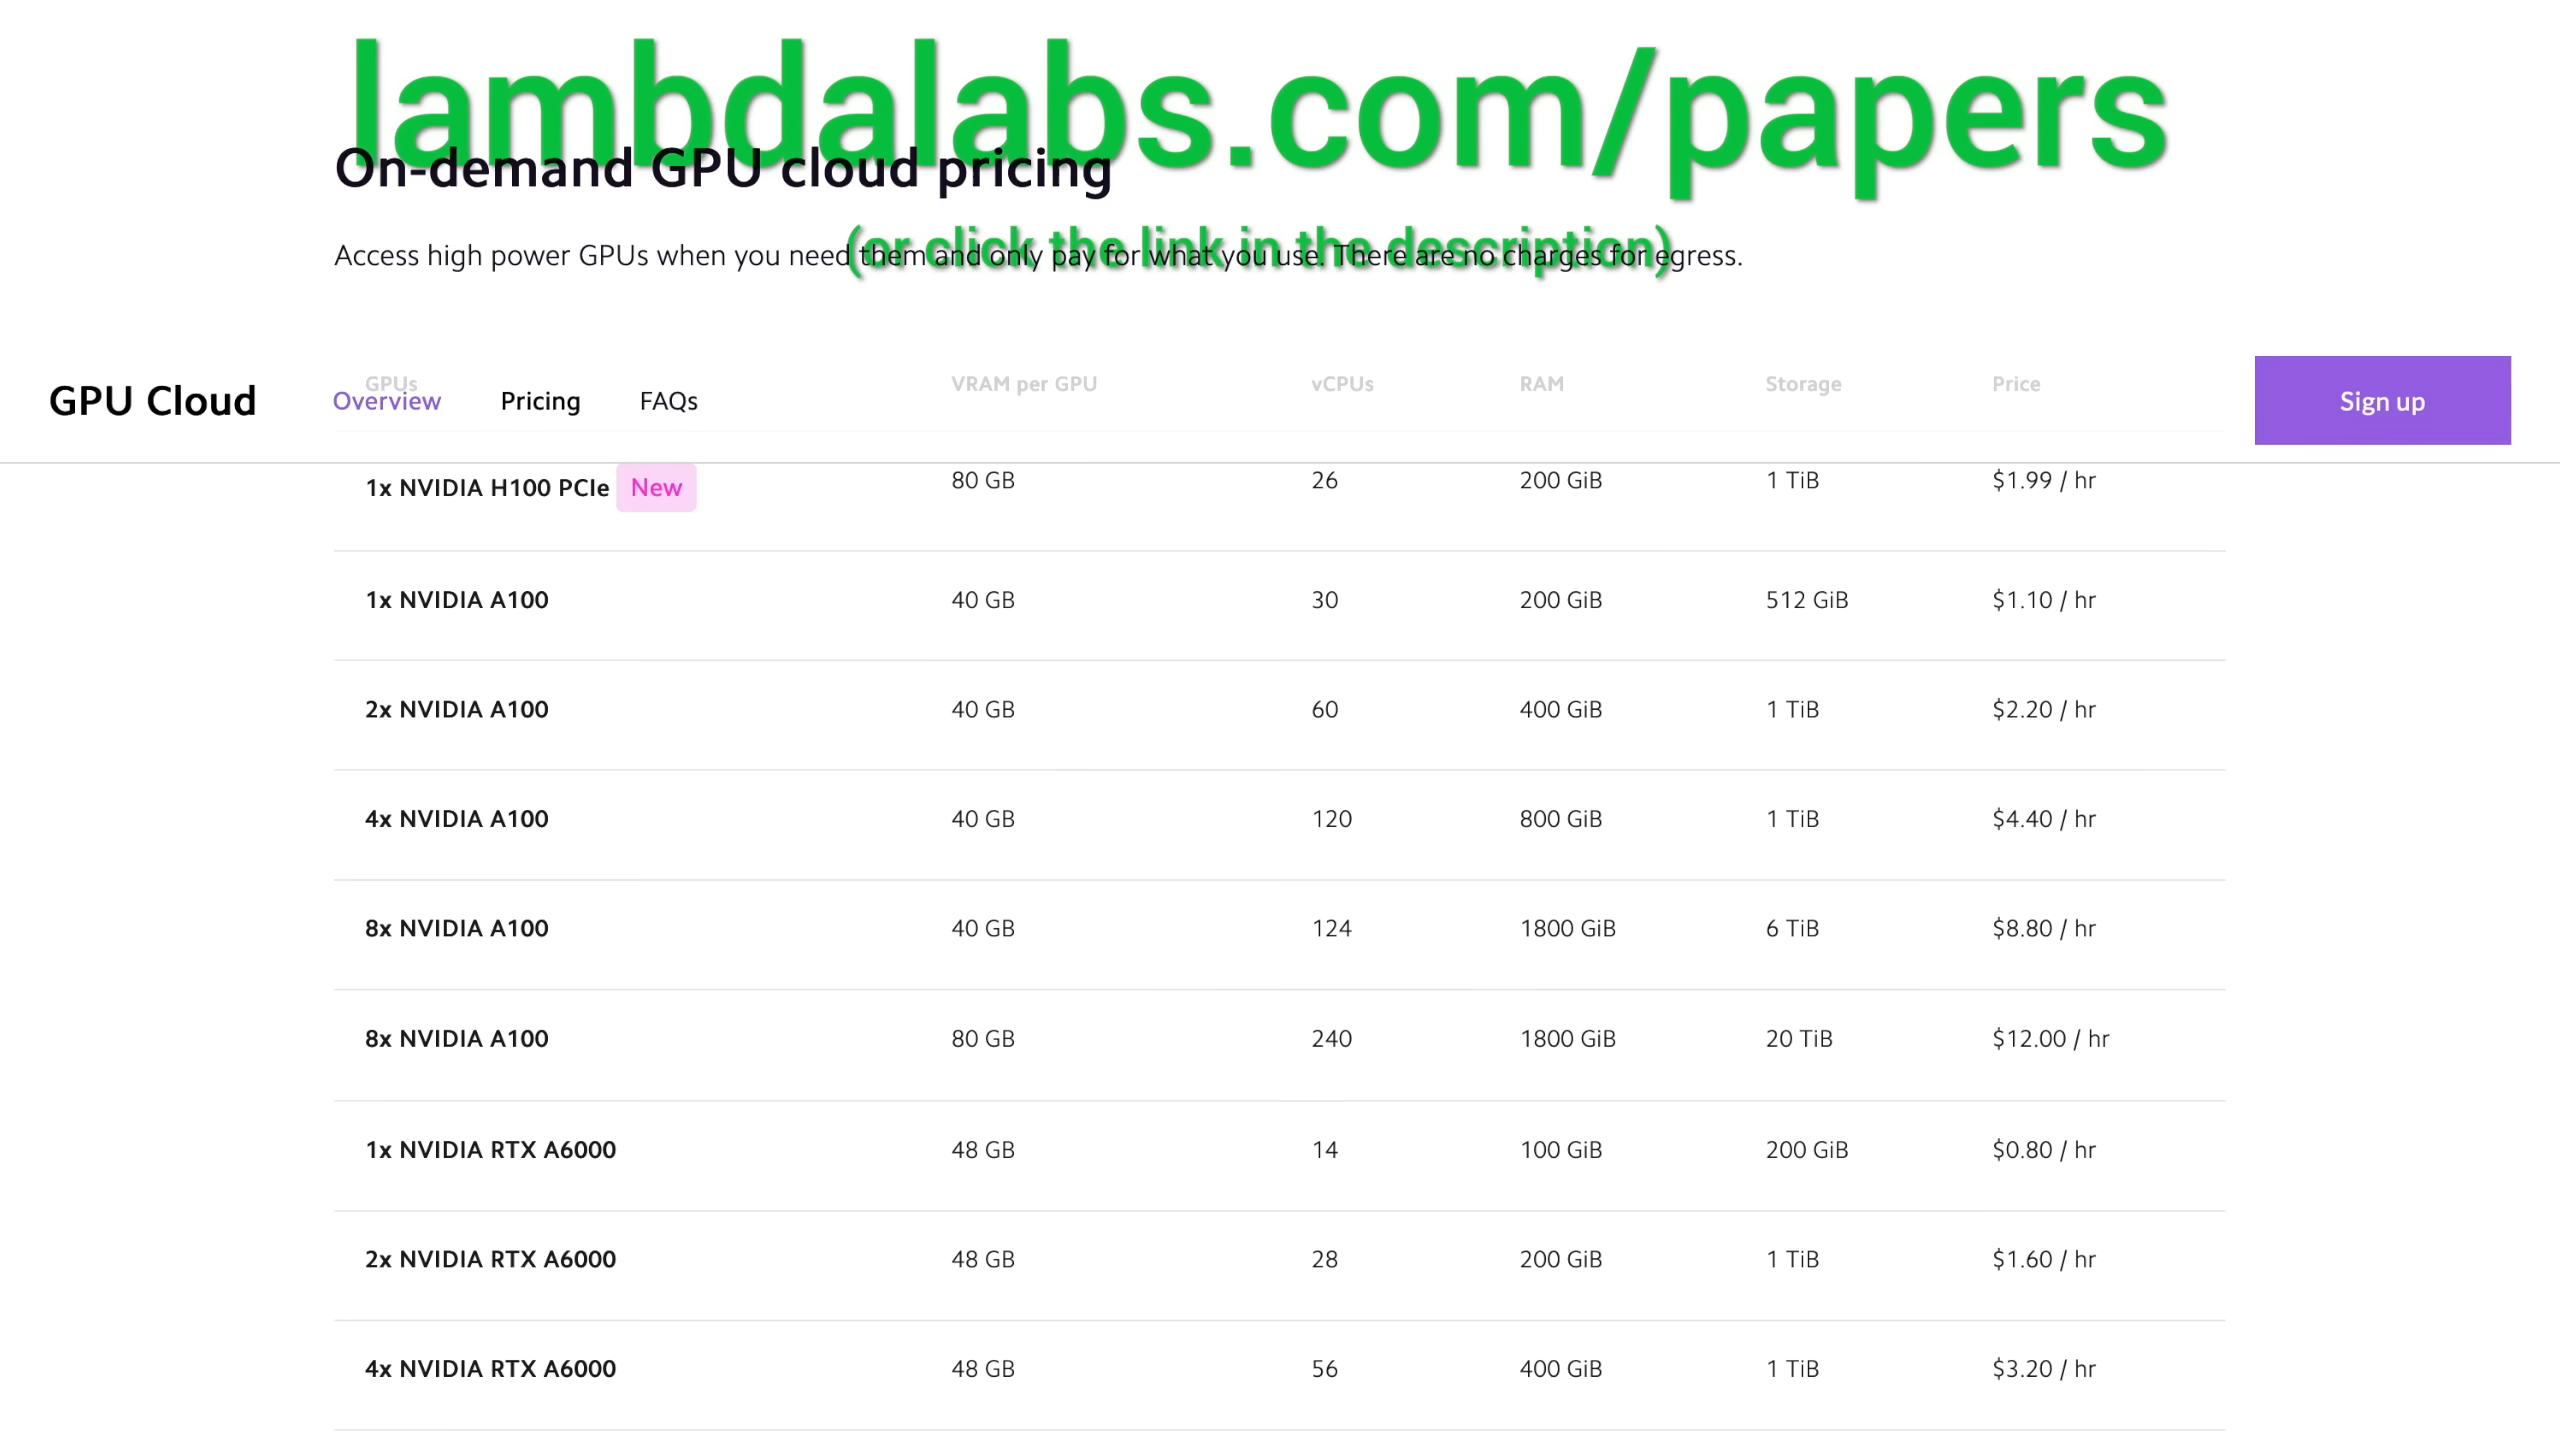 lambdalabs.com/papers
On-demand GPU cloud pricing
(or click the link in the description)
Access high power GPUs when you need them and only pay for what you use. There are no charges for egress.
GPUs VRAM per GPU vCPUs RAM Storage Price
GPU Cloud Overview Pricing FAQs Sign up
1x NVIDIA H100 PCIe New 80 GB 26 200 GiB 1 TiB $1.99 / hr
1x NVIDIA A100 40 GB 30 200 GiB 512 GiB $1.10 / hr
2x NVIDIA A100 40 GB 60 400 GiB 1 TiB $2.20 / hr
4x NVIDIA A100 40 GB 120 800 GiB 1 TiB $4.40 / hr
8x NVIDIA A100 40 GB 124 1800 GiB 6 TiB $8.80 / hr
8x NVIDIA A100 80 GB 240 1800 GiB 20 TiB $12.00 / hr
1x NVIDIA RTX A6000 48 GB 14 100 GiB 200 GiB $0.80 / hr
2x NVIDIA RTX A6000 48 GB 28 200 GiB 1 TiB $1.60 / hr
4x NVIDIA RTX A6000 48 GB 56 400 GiB 1 TiB $3.20 / hr